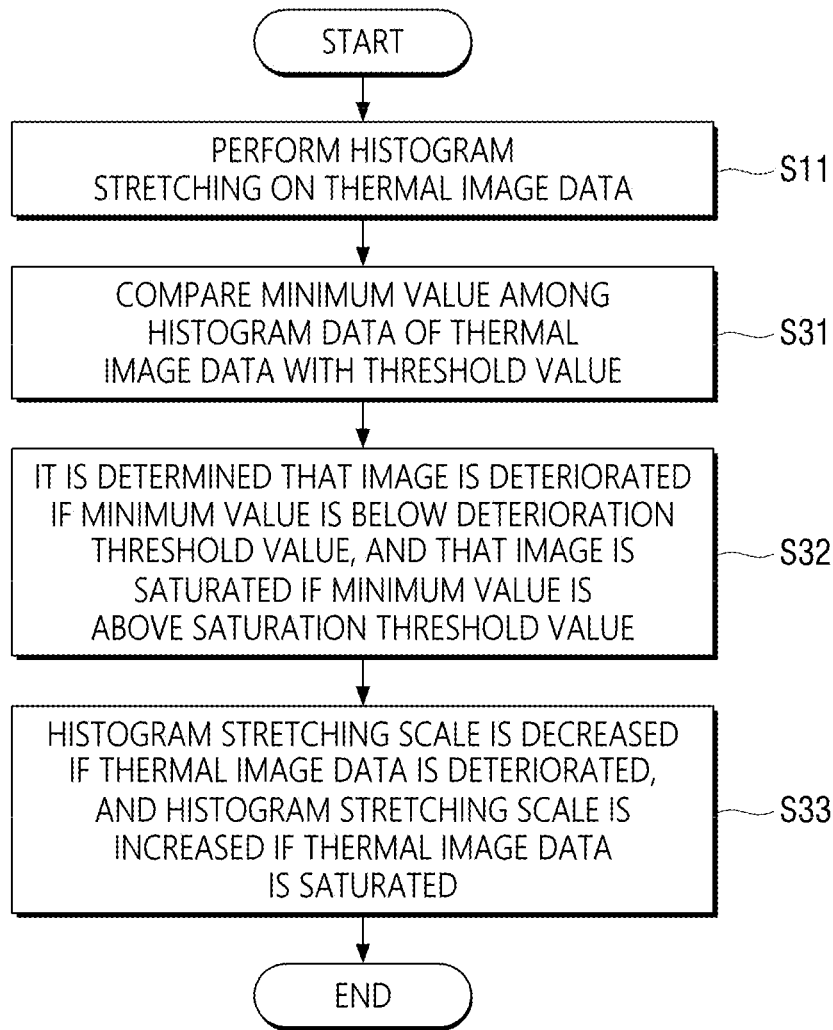 START
PERFORM HISTOGRAM
STRETCHING ON THERMAL IMAGE DATA
S11
COMPARE MINIMUM VALUE AMONG
HISTOGRAM DATA OF THERMAL
IMAGE DATA WITH THRESHOLD VALUE
S31
IT IS DETERMINED THAT IMAGE IS DETERIORATED
IF MINIMUM VALUE IS BELOW DETERIORATION
THRESHOLD VALUE, AND THAT IMAGE IS
SATURATED IF MINIMUM VALUE IS
ABOVE SATURATION THRESHOLD VALUE
S32
HISTOGRAM STRETCHING SCALE IS DECREASED
IF THERMAL IMAGE DATA IS DETERIORATED,
AND HISTOGRAM STRETCHING SCALE IS
INCREASED IF THERMAL IMAGE DATA
IS SATURATED
S33
END